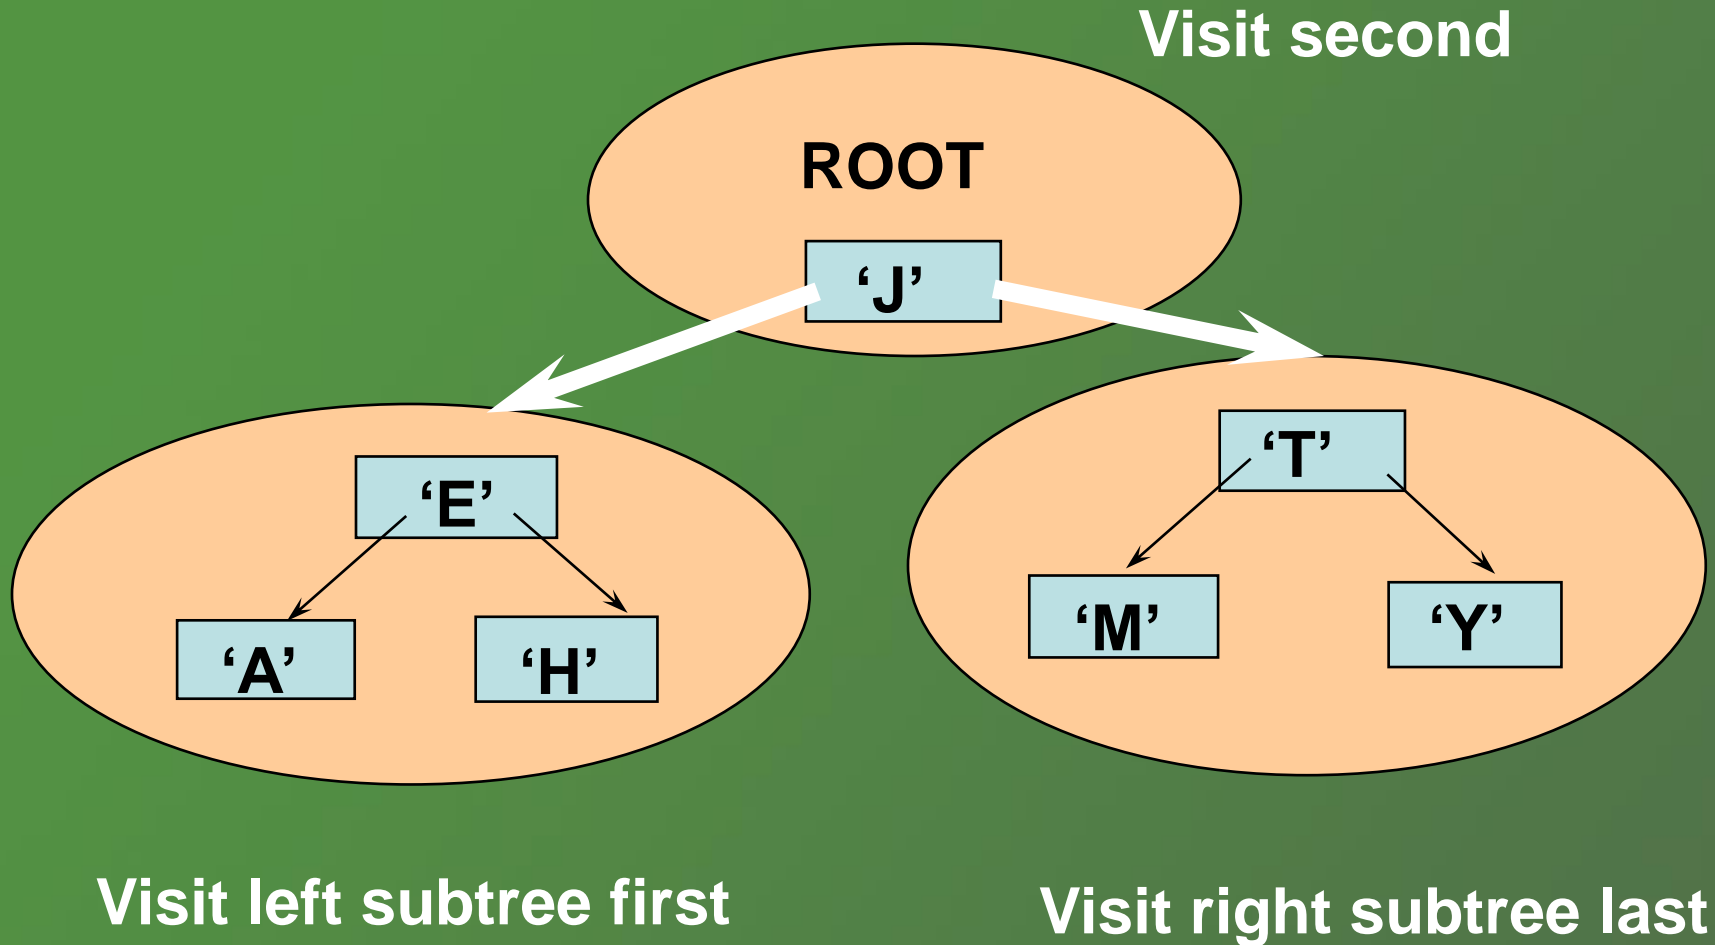 Visit second
ROOT
‘J’
‘E’
‘T’
‘A’
‘H’
‘M’
‘Y’
Visit left subtree first
Visit right subtree last